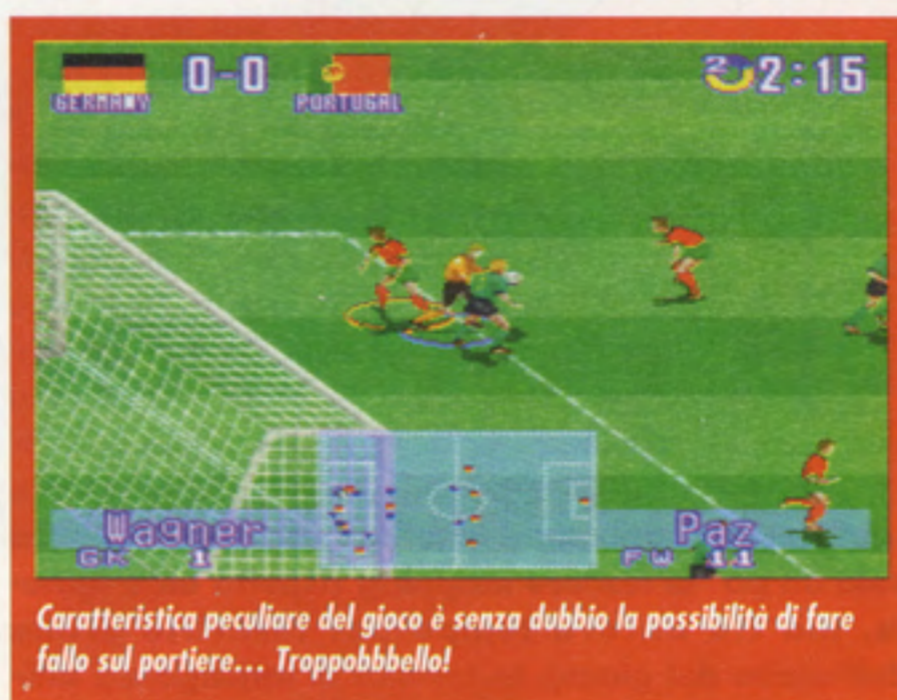 GERMANY 0-0 PORTUGAL 2 2:15
Wagner Paz
GK 1 FW 11
Caratteristica peculiare del gioco è senza dubbio la possibilità di fare
fallo sul portiere... Troppobbbello!